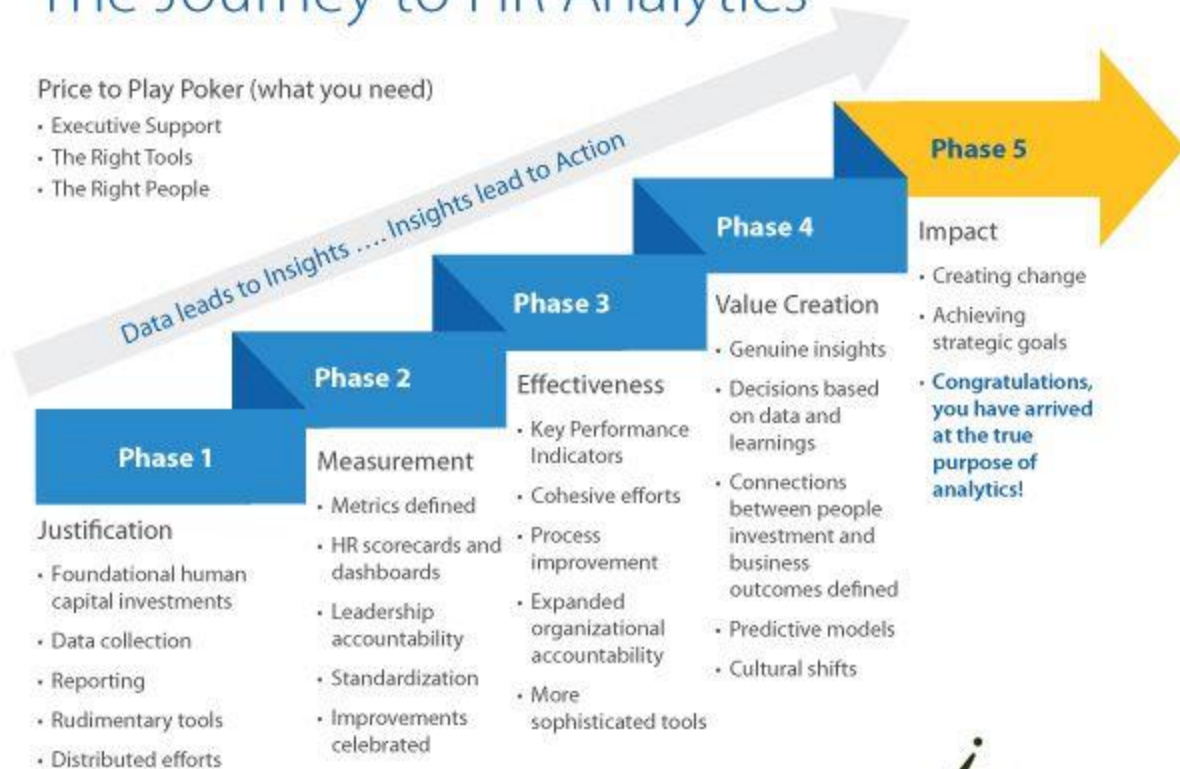 The Journey to HR Analytics
Price to Play Poker (what you need)
• Executive Support
• The Right Tools
• The Right People
Data leads to Insights .... Insights lead to Action
Phase 1
Justification
• Foundational human
capital investments
• Data collection
• Reporting
• Rudimentary tools
• Distributed efforts
Phase 2
Measurement
• Metrics defined
• HR scorecards and
dashboards
• Leadership
accountability
• Standardization
• Improvements
celebrated
Phase 3
Effectiveness
• Key Performance
Indicators
• Cohesive efforts
• Process
improvement
• Expanded
organizational
accountability
• More
sophisticated tools
Phase 4
Value Creation
• Genuine insights
• Decisions based
on data and
learnings
• Connections
between people
investment and
business
outcomes defined
• Predictive models
• Cultural shifts
Phase 5
Impact
• Creating change
• Achieving
strategic goals
• Congratulations,
you have arrived
at the true
purpose of
analytics!